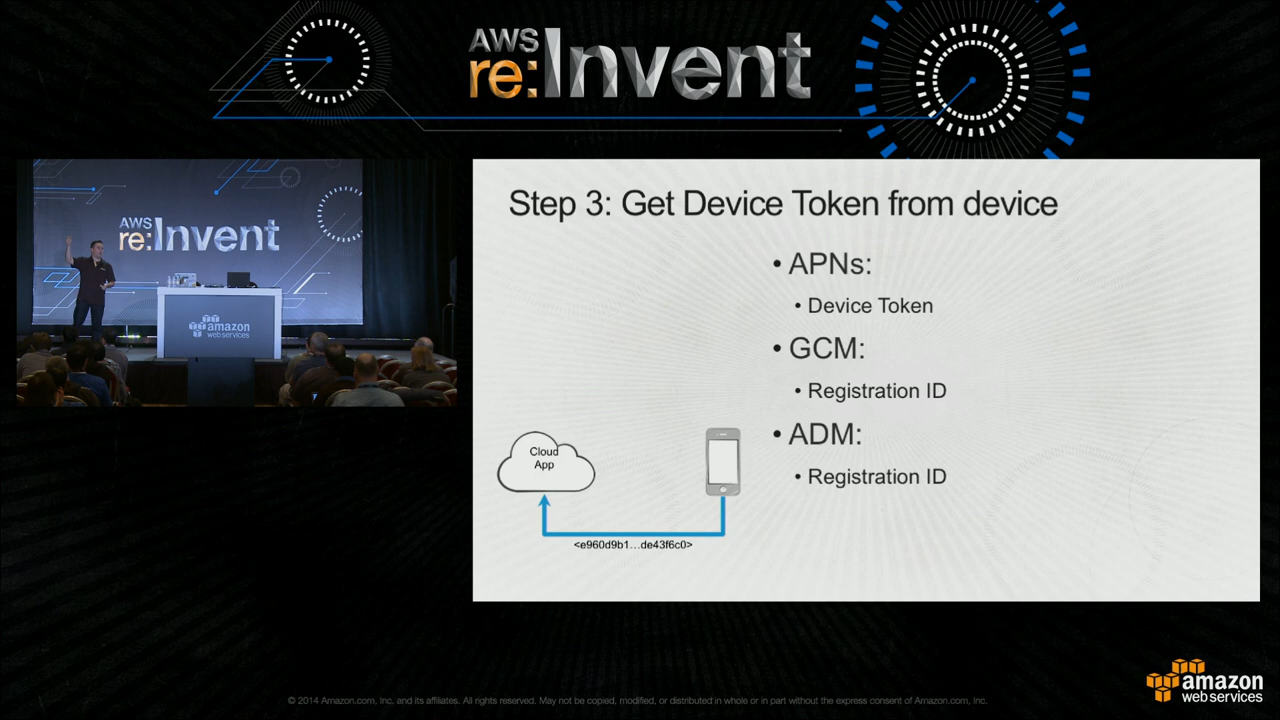 AWS
re:Invent
AWS
re:Invent
amazon
web services
Step 3: Get Device Token from device
• APNs:
• Device Token
• GCM:
• Registration ID
• ADM:
• Registration ID
Cloud
App
<e960d9b1...de43f6c0>
© 2014 Amazon.com, Inc. and its affiliates. All rights reserved. May not be copied, modified, or distributed in whole or in part without the express consent of Amazon.com, Inc.
amazon
web services